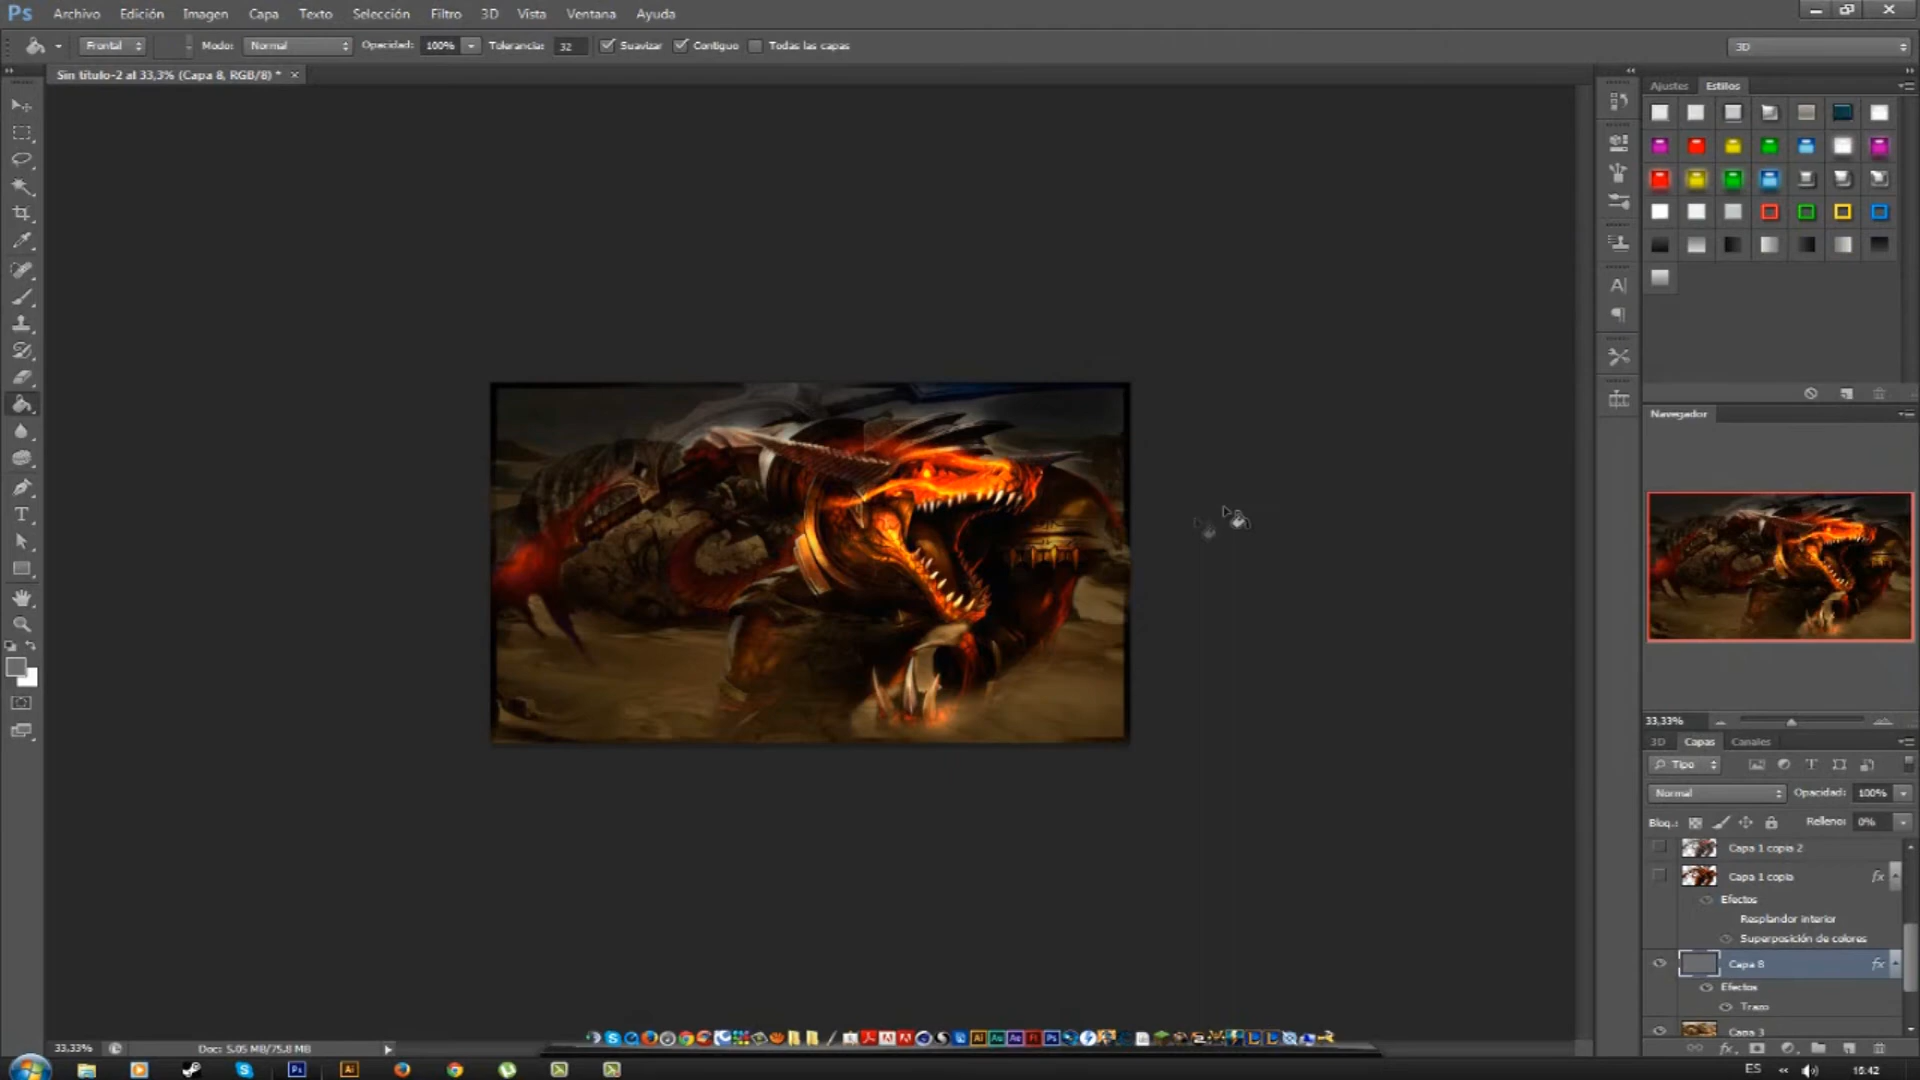 Ps Archivo Edición Imagen Capa Texto Selección Filtro 3D Vista Ventana Ayuda
Frontal Modo: Normal Opacidad: 100% Tolerancia: 32 Suavizar Contiguo Todas las capas 3D
Sin título-2 al 33,3% (Capa 8, RGB/8) * ×
Ajustes Estilos
Navegador
33,33%
3D Capas Canales
Tipo
Normal Opacidad: 100%
Bloq.: Relleno: 0%
Capa 1 copia 2
Capa 1 copia fx
Efectos
Resplandor interior
Superposición de colores
Capa 8 fx
Efectos
Trazo
Capa 3
33,33% Doc: 5,05 MB/75,8 MB
ES 16:42